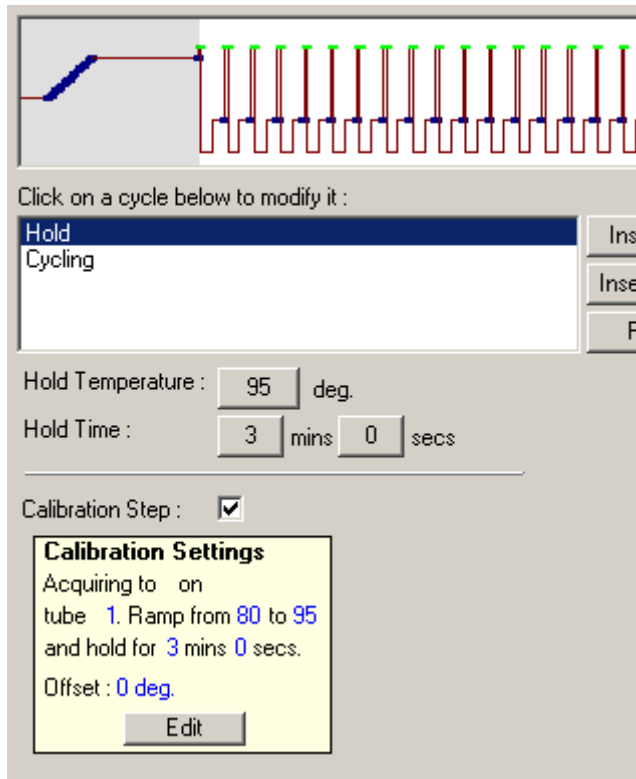 Click on a cycle below to modify it :
Hold
Cycling
Hold Temperature : 95 deg.
Hold Time : 3 mins 0 secs
Calibration Step :
Calibration Settings
Acquiring to on
tube 1. Ramp from 80 to 95
and hold for 3 mins 0 secs.
Offset : 0 deg.
Edit